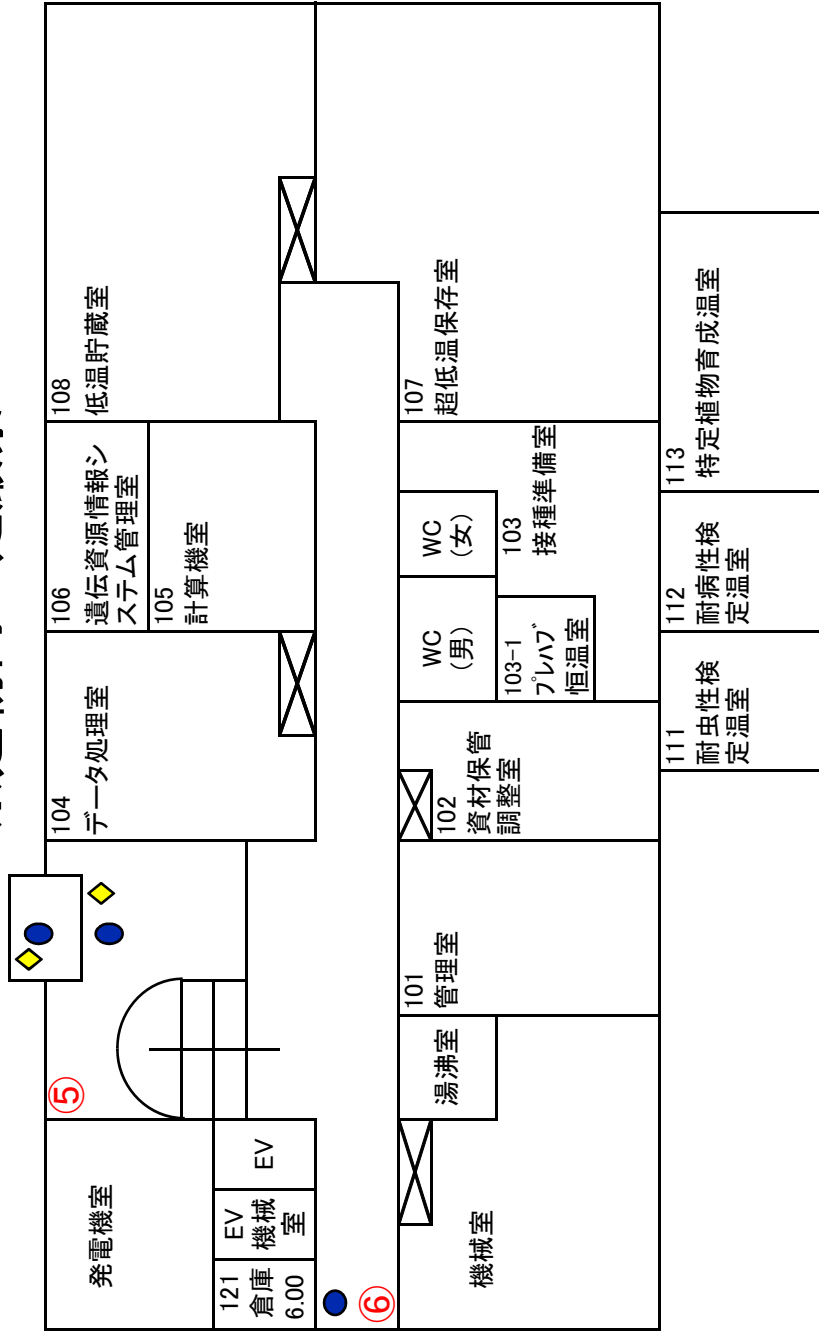 108
低温貯蔵室
106
遺伝資源情報シ
ステム管理室
105
計算機室
104
データ処理室
⑤
発電機室
EV
EV
機械
室
121
倉庫
6.00
⑥
107
超低温保存室
103
接種準備室
WC
(女)
WC
(男)
103-1
プレハブ
恒温室
102
資材保管
調整室
101
管理室
湯沸室
機械室
113
特定植物育成温室
112
耐病性検
定温室
111
耐虫性検
定温室